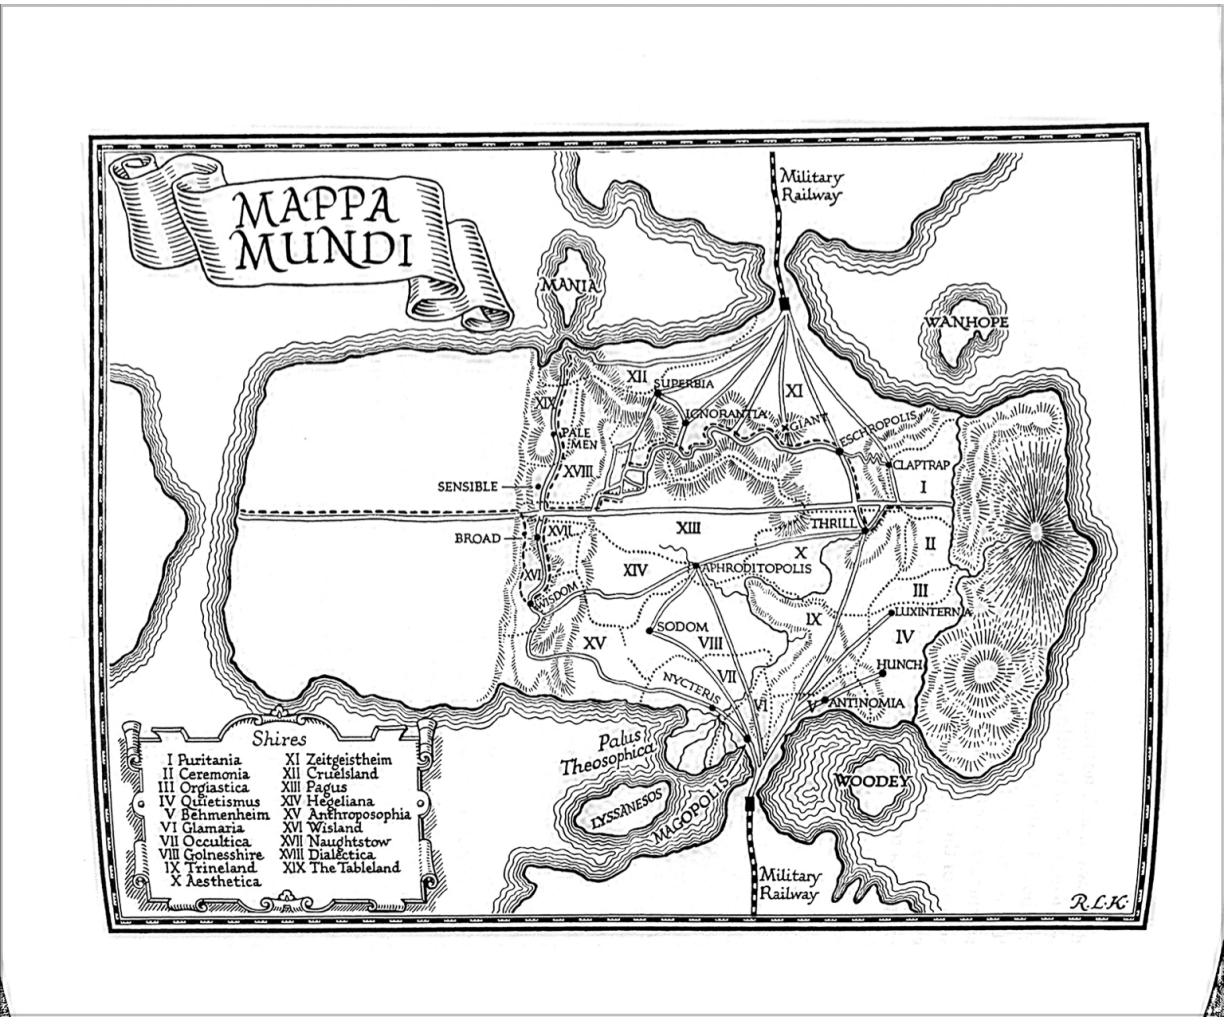 MAPPA
MUNDI
Military
Railway
MANIA
WANHOPE
XII
SUPERBIA
XI
XIX
IGNORANTIA
GIANT
ESCHROPOLIS
PALE
MEN
CLAPTRAP
XVIII
SENSIBLE
I
BROAD
XVII
XIII
THRILL
II
X
XIV
APHRODITOPOLIS
XVI
WISDOM
III
LUXINTERNA
IX
SODOM
IV
XV
VIII
HUNCH
VII
NYCTERIS
VI
V
ANTINOMIA
Palus
Theosophica
WOODEY
LYSSANESOS
MAGOPOLIS
Military
Railway
R.L.K.
Shires
I Puritania
II Ceremonia
III Orgiastica
IV Quietismus
V Behmenheim
VI Glamaria
VII Occultica
VIII Golnesshire
IX Trineland
X Aesthetica
XI Zeitgeistheim
XII Cruelsland
XIII Pagus
XIV Hegeliana
XV Anthroposophia
XVI Wisland
XVII Naughtstow
XVIII Dialectica
XIX The Tableland